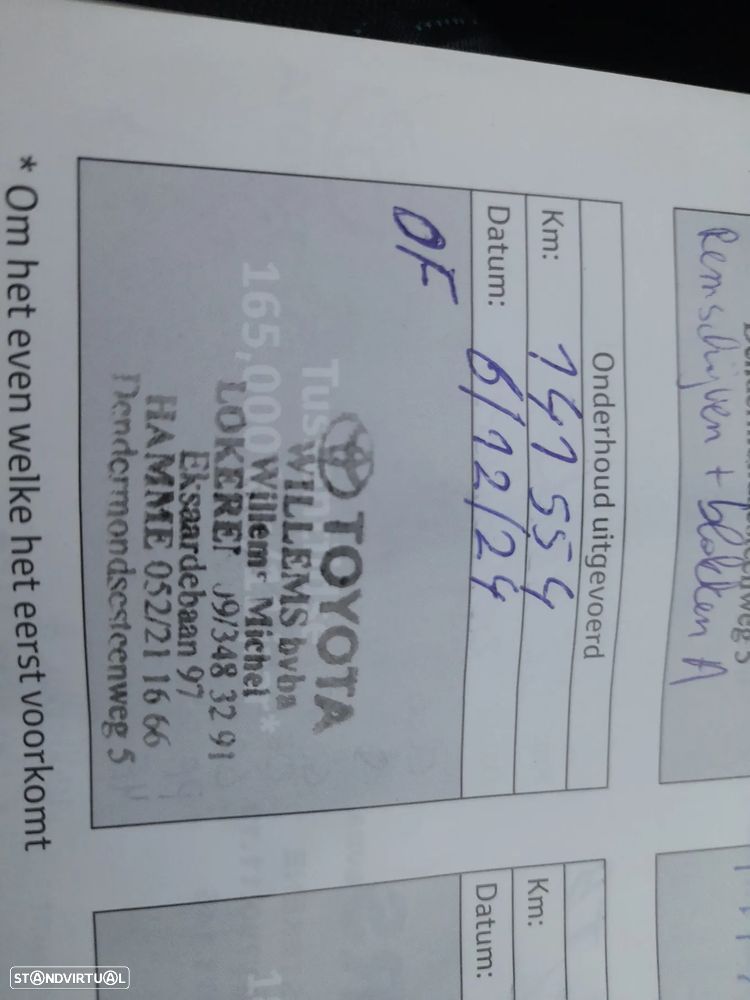 Remschijven + blokken A
Onderhoud uitgevoerd
Km: 141 554
Datum: 6/12/24
OF
TOYOTA
WILLEMS bvba
Willems Michel
LOKEREN 09/348 32 91
Eksaardebaan 97
HAMME 052/21 16 66
Dendermondsesteenweg 5
165,000
Km:
Datum:
* Om het even welke het eerst voorkomt
STANDVIRTUAL